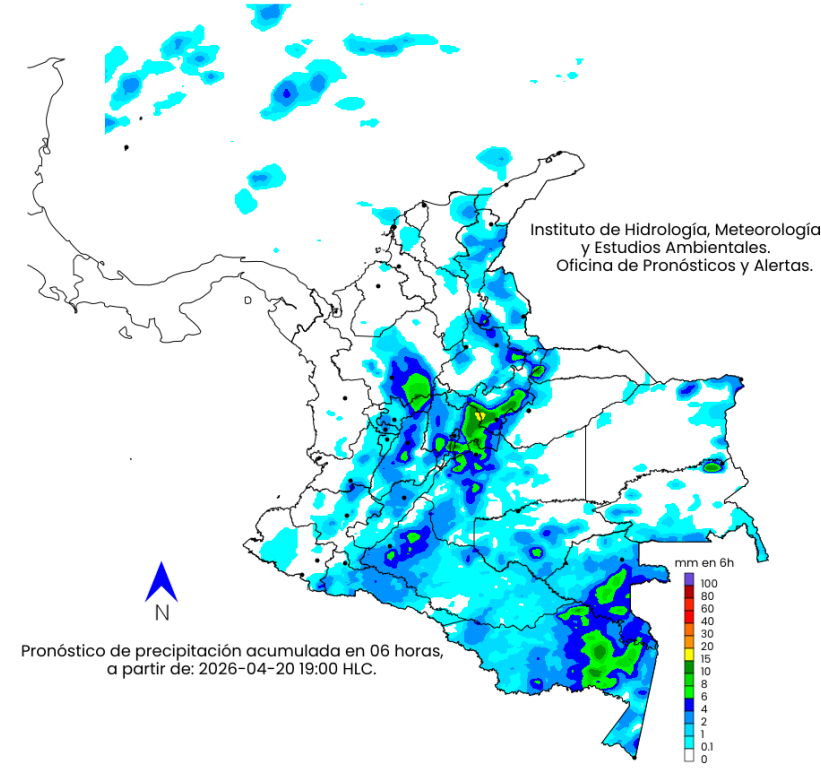 Instituto de Hidrología, Meteorología
y Estudios Ambientales.
Oficina de Pronósticos y Alertas.
mm en 6h
100
80
60
40
30
20
15
10
8
6
4
2
1
0.1
0
N
Pronóstico de precipitación acumulada en 06 horas,
a partir de: 2026-04-20 19:00 HLC.